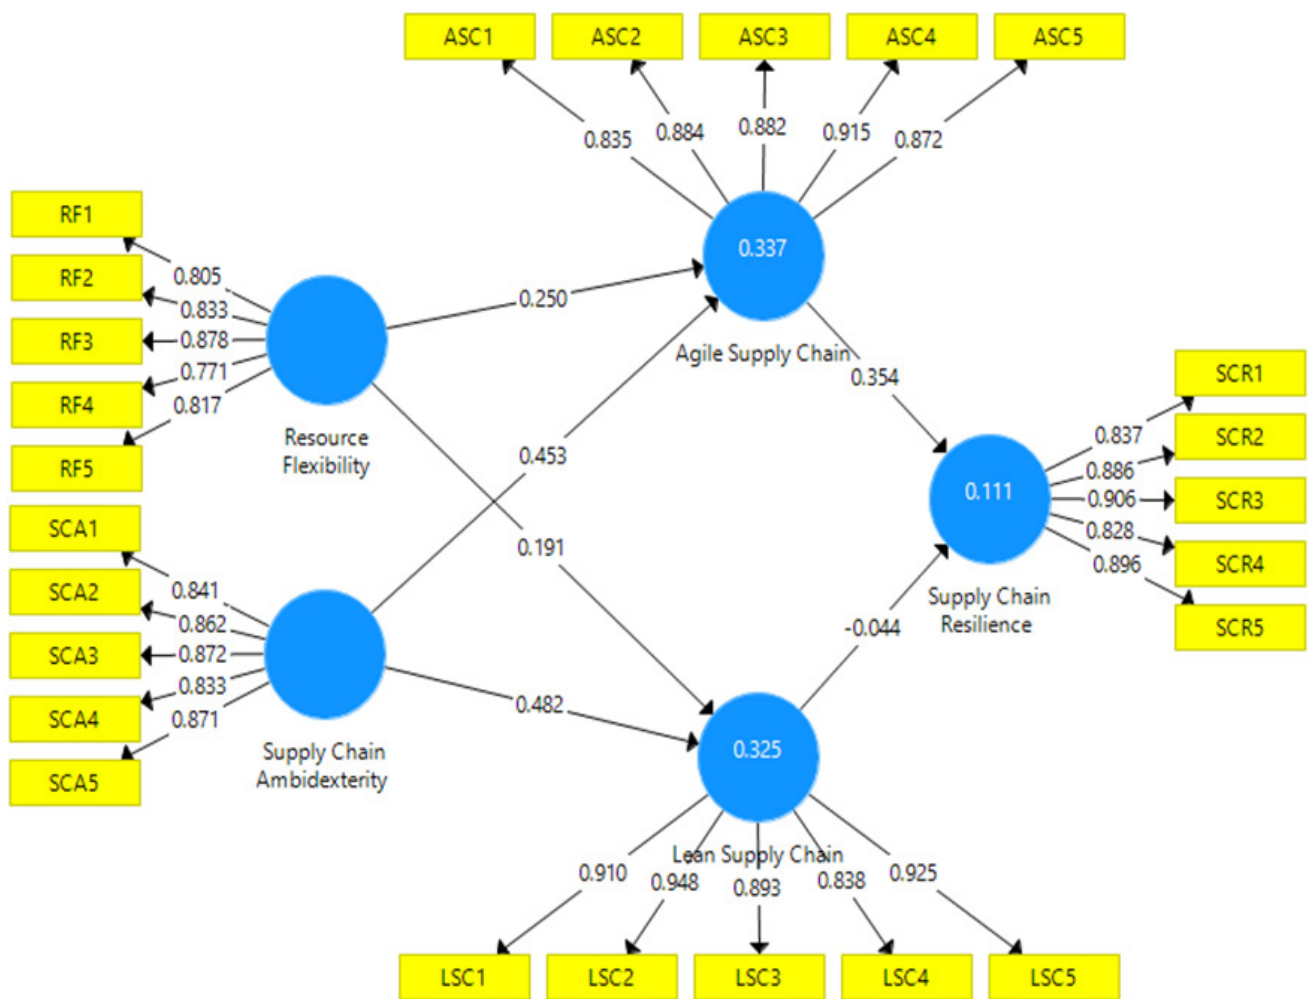 ASC1
ASC2
ASC3
ASC4
ASC5
0.835
0.884
0.882
0.915
0.872
RF1
RF2
RF3
RF4
RF5
0.805
0.833
0.878
0.771
0.817
Resource
Flexibility
0.250
0.337
Agile Supply Chain
0.354
0.453
0.191
SCA1
SCA2
SCA3
SCA4
SCA5
0.841
0.862
0.872
0.833
0.871
Supply Chain
Ambidexterity
0.482
0.325
Lean Supply Chain
-0.044
0.111
Supply Chain
Resilience
0.837
0.886
0.906
0.828
0.896
SCR1
SCR2
SCR3
SCR4
SCR5
0.910
0.948
0.893
0.838
0.925
LSC1
LSC2
LSC3
LSC4
LSC5